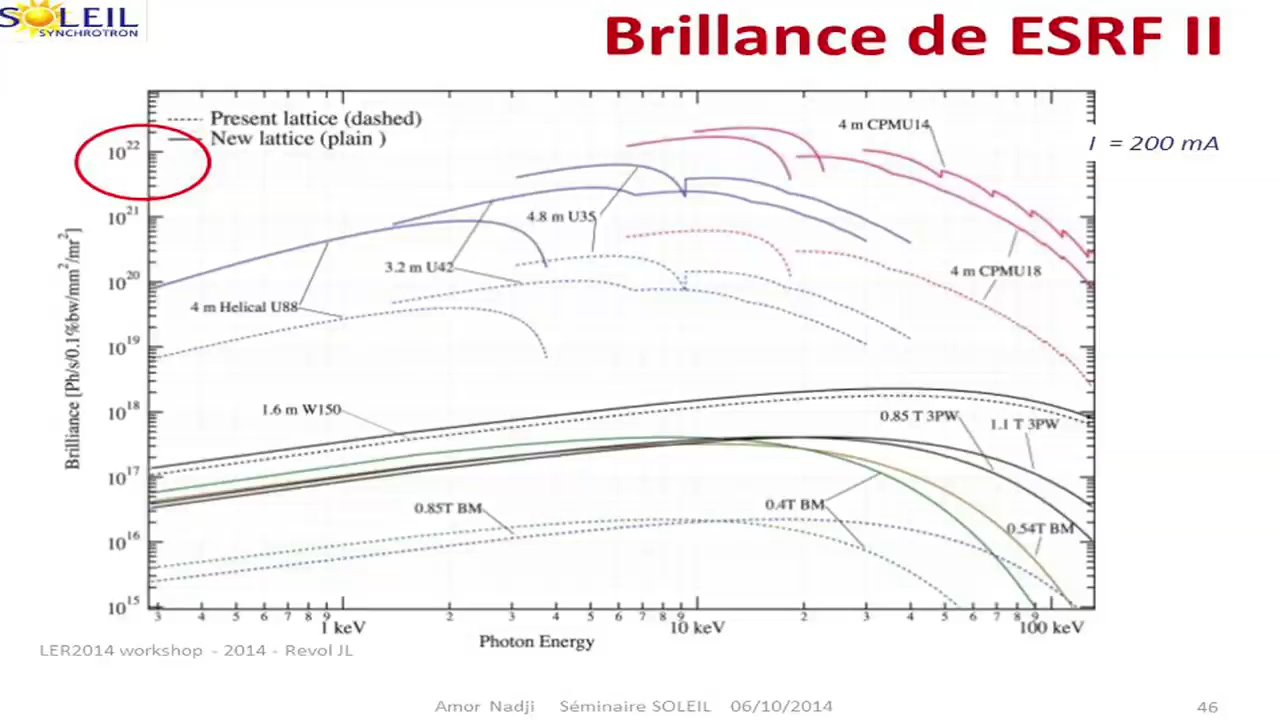 SOLEIL
SYNCHROTRON
Brillance de ESRF II
Present lattice (dashed)
New lattice (plain )
I = 200 mA
4 m CPMU14
4.8 m U35
3.2 m U42
4 m CPMU18
4 m Helical U88
1.6 m W150
0.85 T 3PW
1.1 T 3PW
0.85T BM
0.4T BM
0.54T BM
Brilliance [Ph/s/0.1%bw/mm²/mr²]
10²²
10²¹
10²⁰
10¹⁹
10¹⁸
10¹⁷
10¹⁶
10¹⁵
3 4 5 6 7 8 9 1 keV 2 3 4 5 6 7 8 9 10 keV 2 3 4 5 6 7 8 9 100 keV
Photon Energy
LER2014 workshop - 2014 - Revol JL
Amor Nadji Séminaire SOLEIL 06/10/2014 46